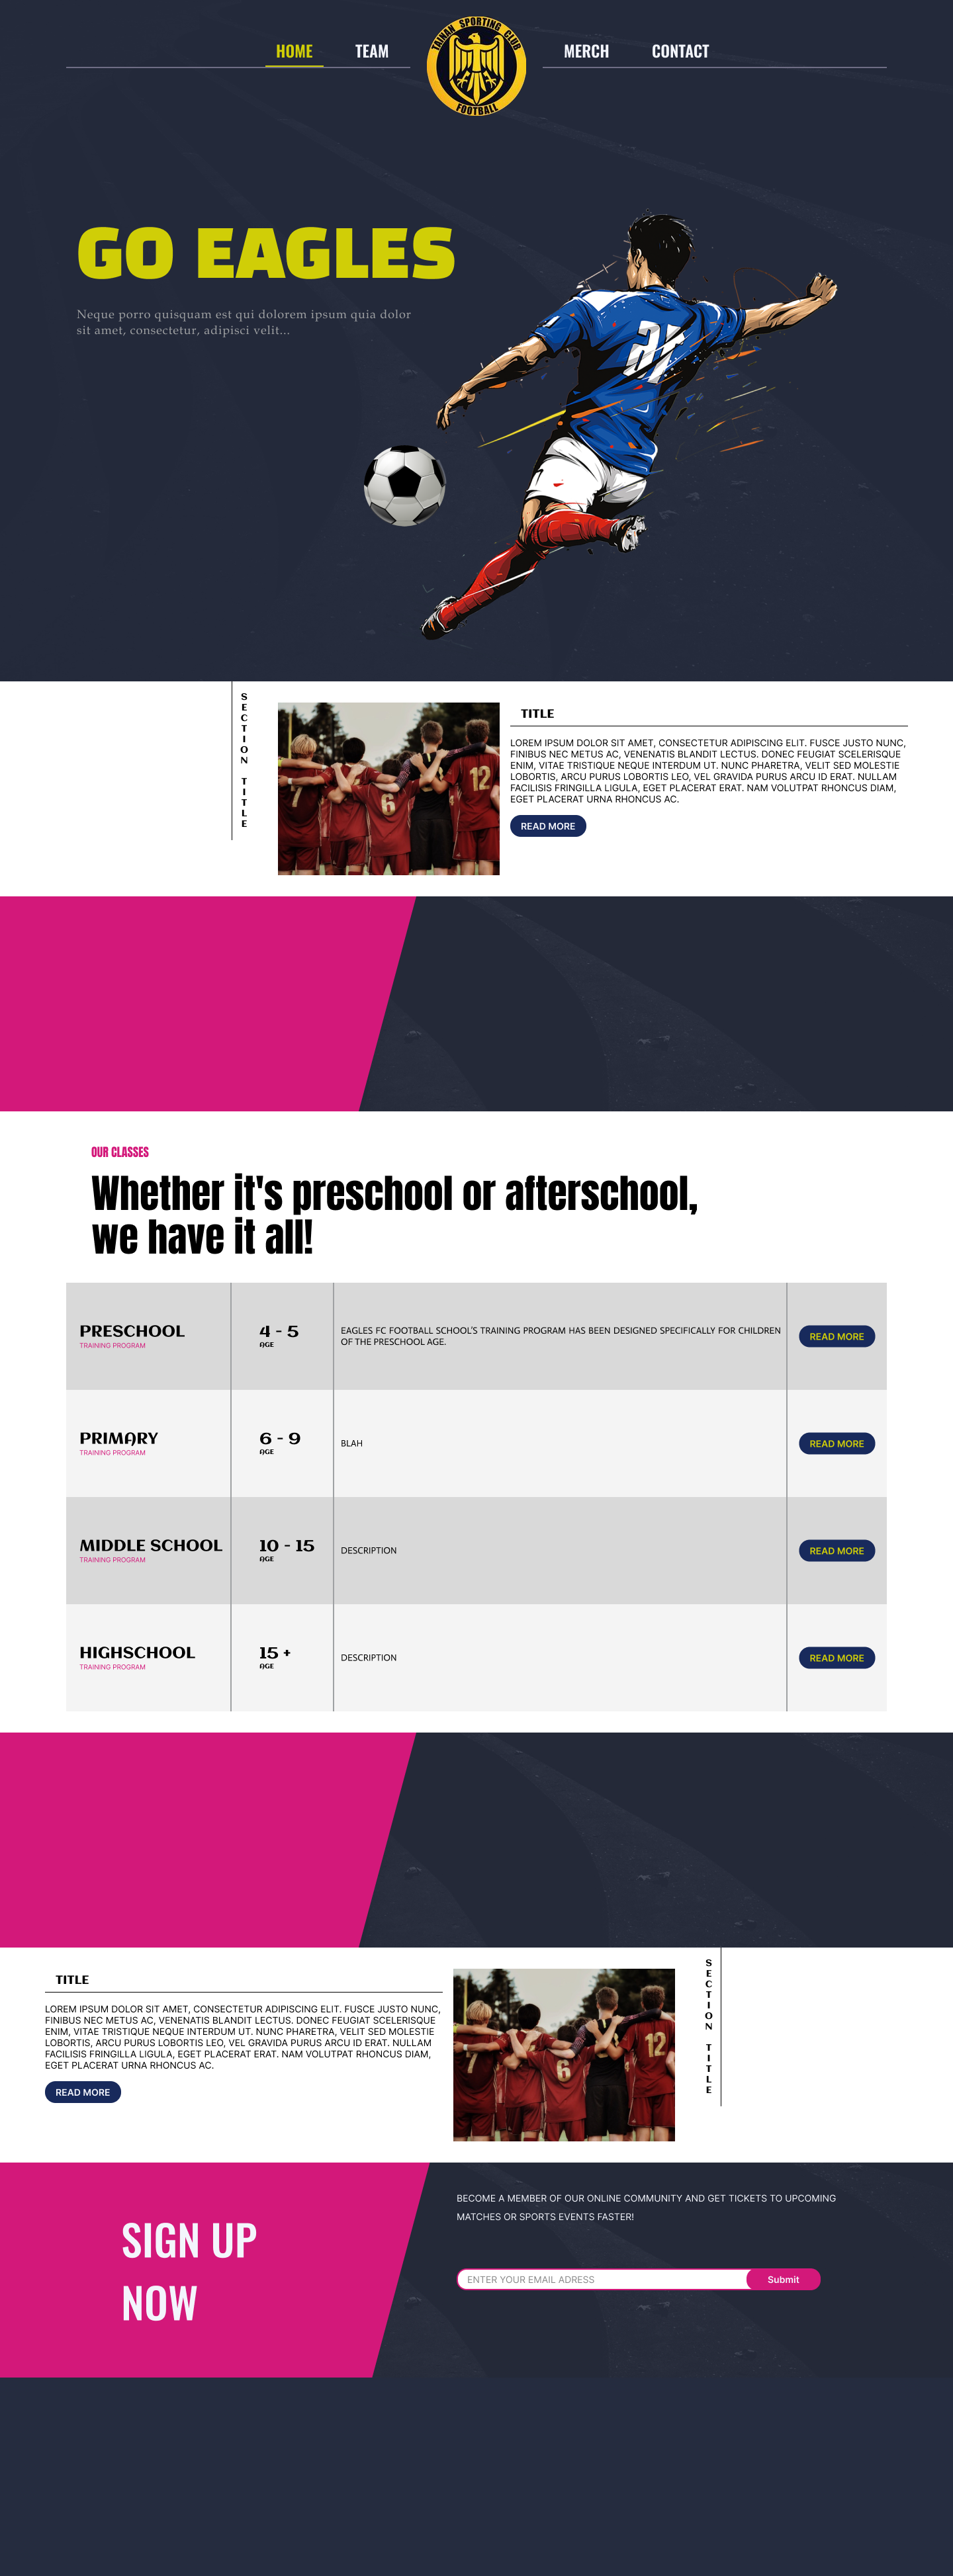 HOME
TEAM
TAINAN SPORTING CLUB
FOOTBALL
MERCH
CONTACT
GO EAGLES
Neque porro quisquam est qui dolorem ipsum quia dolor
sit amet, consectetur, adipisci velit...
21
SECTION TITLE
12
6
TITLE
LOREM IPSUM DOLOR SIT AMET, CONSECTETUR ADIPISCING ELIT. FUSCE JUSTO NUNC,
FINIBUS NEC METUS AC, VENENATIS BLANDIT LECTUS. DONEC FEUGIAT SCELERISQUE
ENIM, VITAE TRISTIQUE NEQUE INTERDUM UT. NUNC PHARETRA, VELIT SED MOLESTIE
LOBORTIS, ARCU PURUS LOBORTIS LEO, VEL GRAVIDA PURUS ARCU ID ERAT. NULLAM
FACILISIS FRINGILLA LIGULA, EGET PLACERAT ERAT. NAM VOLUTPAT RHONCUS DIAM,
EGET PLACERAT URNA RHONCUS AC.
READ MORE
OUR CLASSES
Whether it's preschool or afterschool,
we have it all!
PRESCHOOL
TRAINING PROGRAM
4 - 5
AGE
EAGLES FC FOOTBALL SCHOOL'S TRAINING PROGRAM HAS BEEN DESIGNED SPECIFICALLY FOR CHILDREN
OF THE PRESCHOOL AGE.
READ MORE
PRIMARY
TRAINING PROGRAM
6 - 9
AGE
BLAH
READ MORE
MIDDLE SCHOOL
TRAINING PROGRAM
10 - 15
AGE
DESCRIPTION
READ MORE
HIGHSCHOOL
TRAINING PROGRAM
15 +
AGE
DESCRIPTION
READ MORE
TITLE
LOREM IPSUM DOLOR SIT AMET, CONSECTETUR ADIPISCING ELIT. FUSCE JUSTO NUNC,
FINIBUS NEC METUS AC, VENENATIS BLANDIT LECTUS. DONEC FEUGIAT SCELERISQUE
ENIM, VITAE TRISTIQUE NEQUE INTERDUM UT. NUNC PHARETRA, VELIT SED MOLESTIE
LOBORTIS, ARCU PURUS LOBORTIS LEO, VEL GRAVIDA PURUS ARCU ID ERAT. NULLAM
FACILISIS FRINGILLA LIGULA, EGET PLACERAT ERAT. NAM VOLUTPAT RHONCUS DIAM,
EGET PLACERAT URNA RHONCUS AC.
READ MORE
12
6
SECTION TITLE
SIGN UP
NOW
BECOME A MEMBER OF OUR ONLINE COMMUNITY AND GET TICKETS TO UPCOMING
MATCHES OR SPORTS EVENTS FASTER!
ENTER YOUR EMAIL ADRESS
Submit